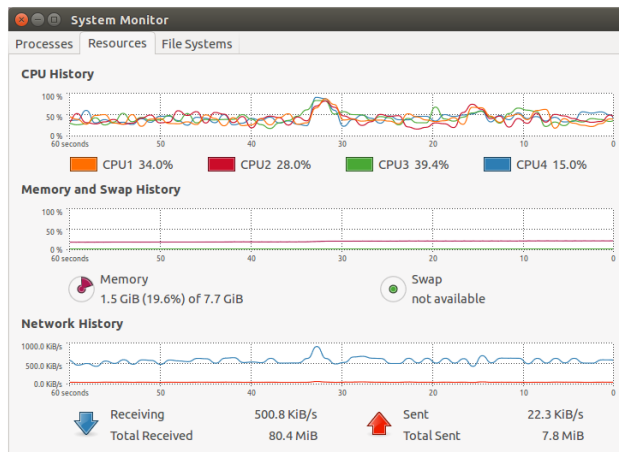 System Monitor
Processes Resources File Systems
CPU History
100 %
50 %
0 %
60 seconds 50 40 30 20 10 0
CPU1 34.0% CPU2 28.0% CPU3 39.4% CPU4 15.0%
Memory and Swap History
100 %
50 %
0 %
60 seconds 50 40 30 20 10 0
Memory Swap
1.5 GiB (19.6%) of 7.7 GiB not available
Network History
1000.0 KiB/s
500.0 KiB/s
0.0 KiB/s
60 seconds 50 40 30 20 10 0
Receiving 500.8 KiB/s Sent 22.3 KiB/s
Total Received 80.4 MiB Total Sent 7.8 MiB